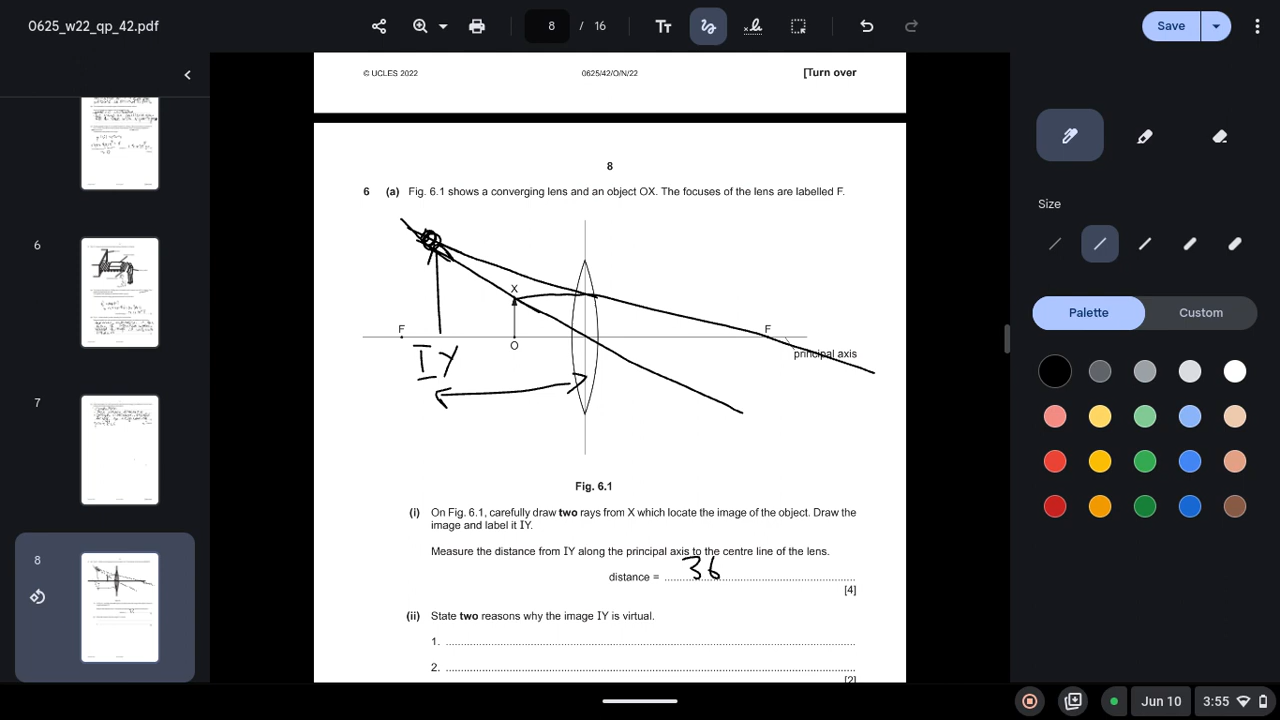 0625_w22_qp_42.pdf
8 / 16
Save
© UCLES 2022
0625/42/O/N/22
[Turn over
8
6 (a) Fig. 6.1 shows a converging lens and an object OX. The focuses of the lens are labelled F.
X
F
F
O
principal axis
IY
Fig. 6.1
(i) On Fig. 6.1, carefully draw two rays from X which locate the image of the object. Draw the
image and label it IY.
Measure the distance from IY along the principal axis to the centre line of the lens.
distance = 36
[4]
(ii) State two reasons why the image IY is virtual.
1.
2.
[2]
6
7
8
Size
Palette
Custom
Jun 10
3:55